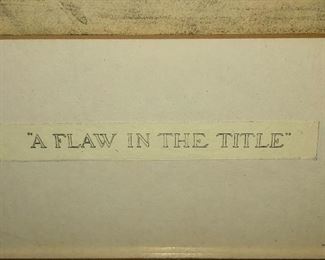 "A FLAW IN THE TITLE"